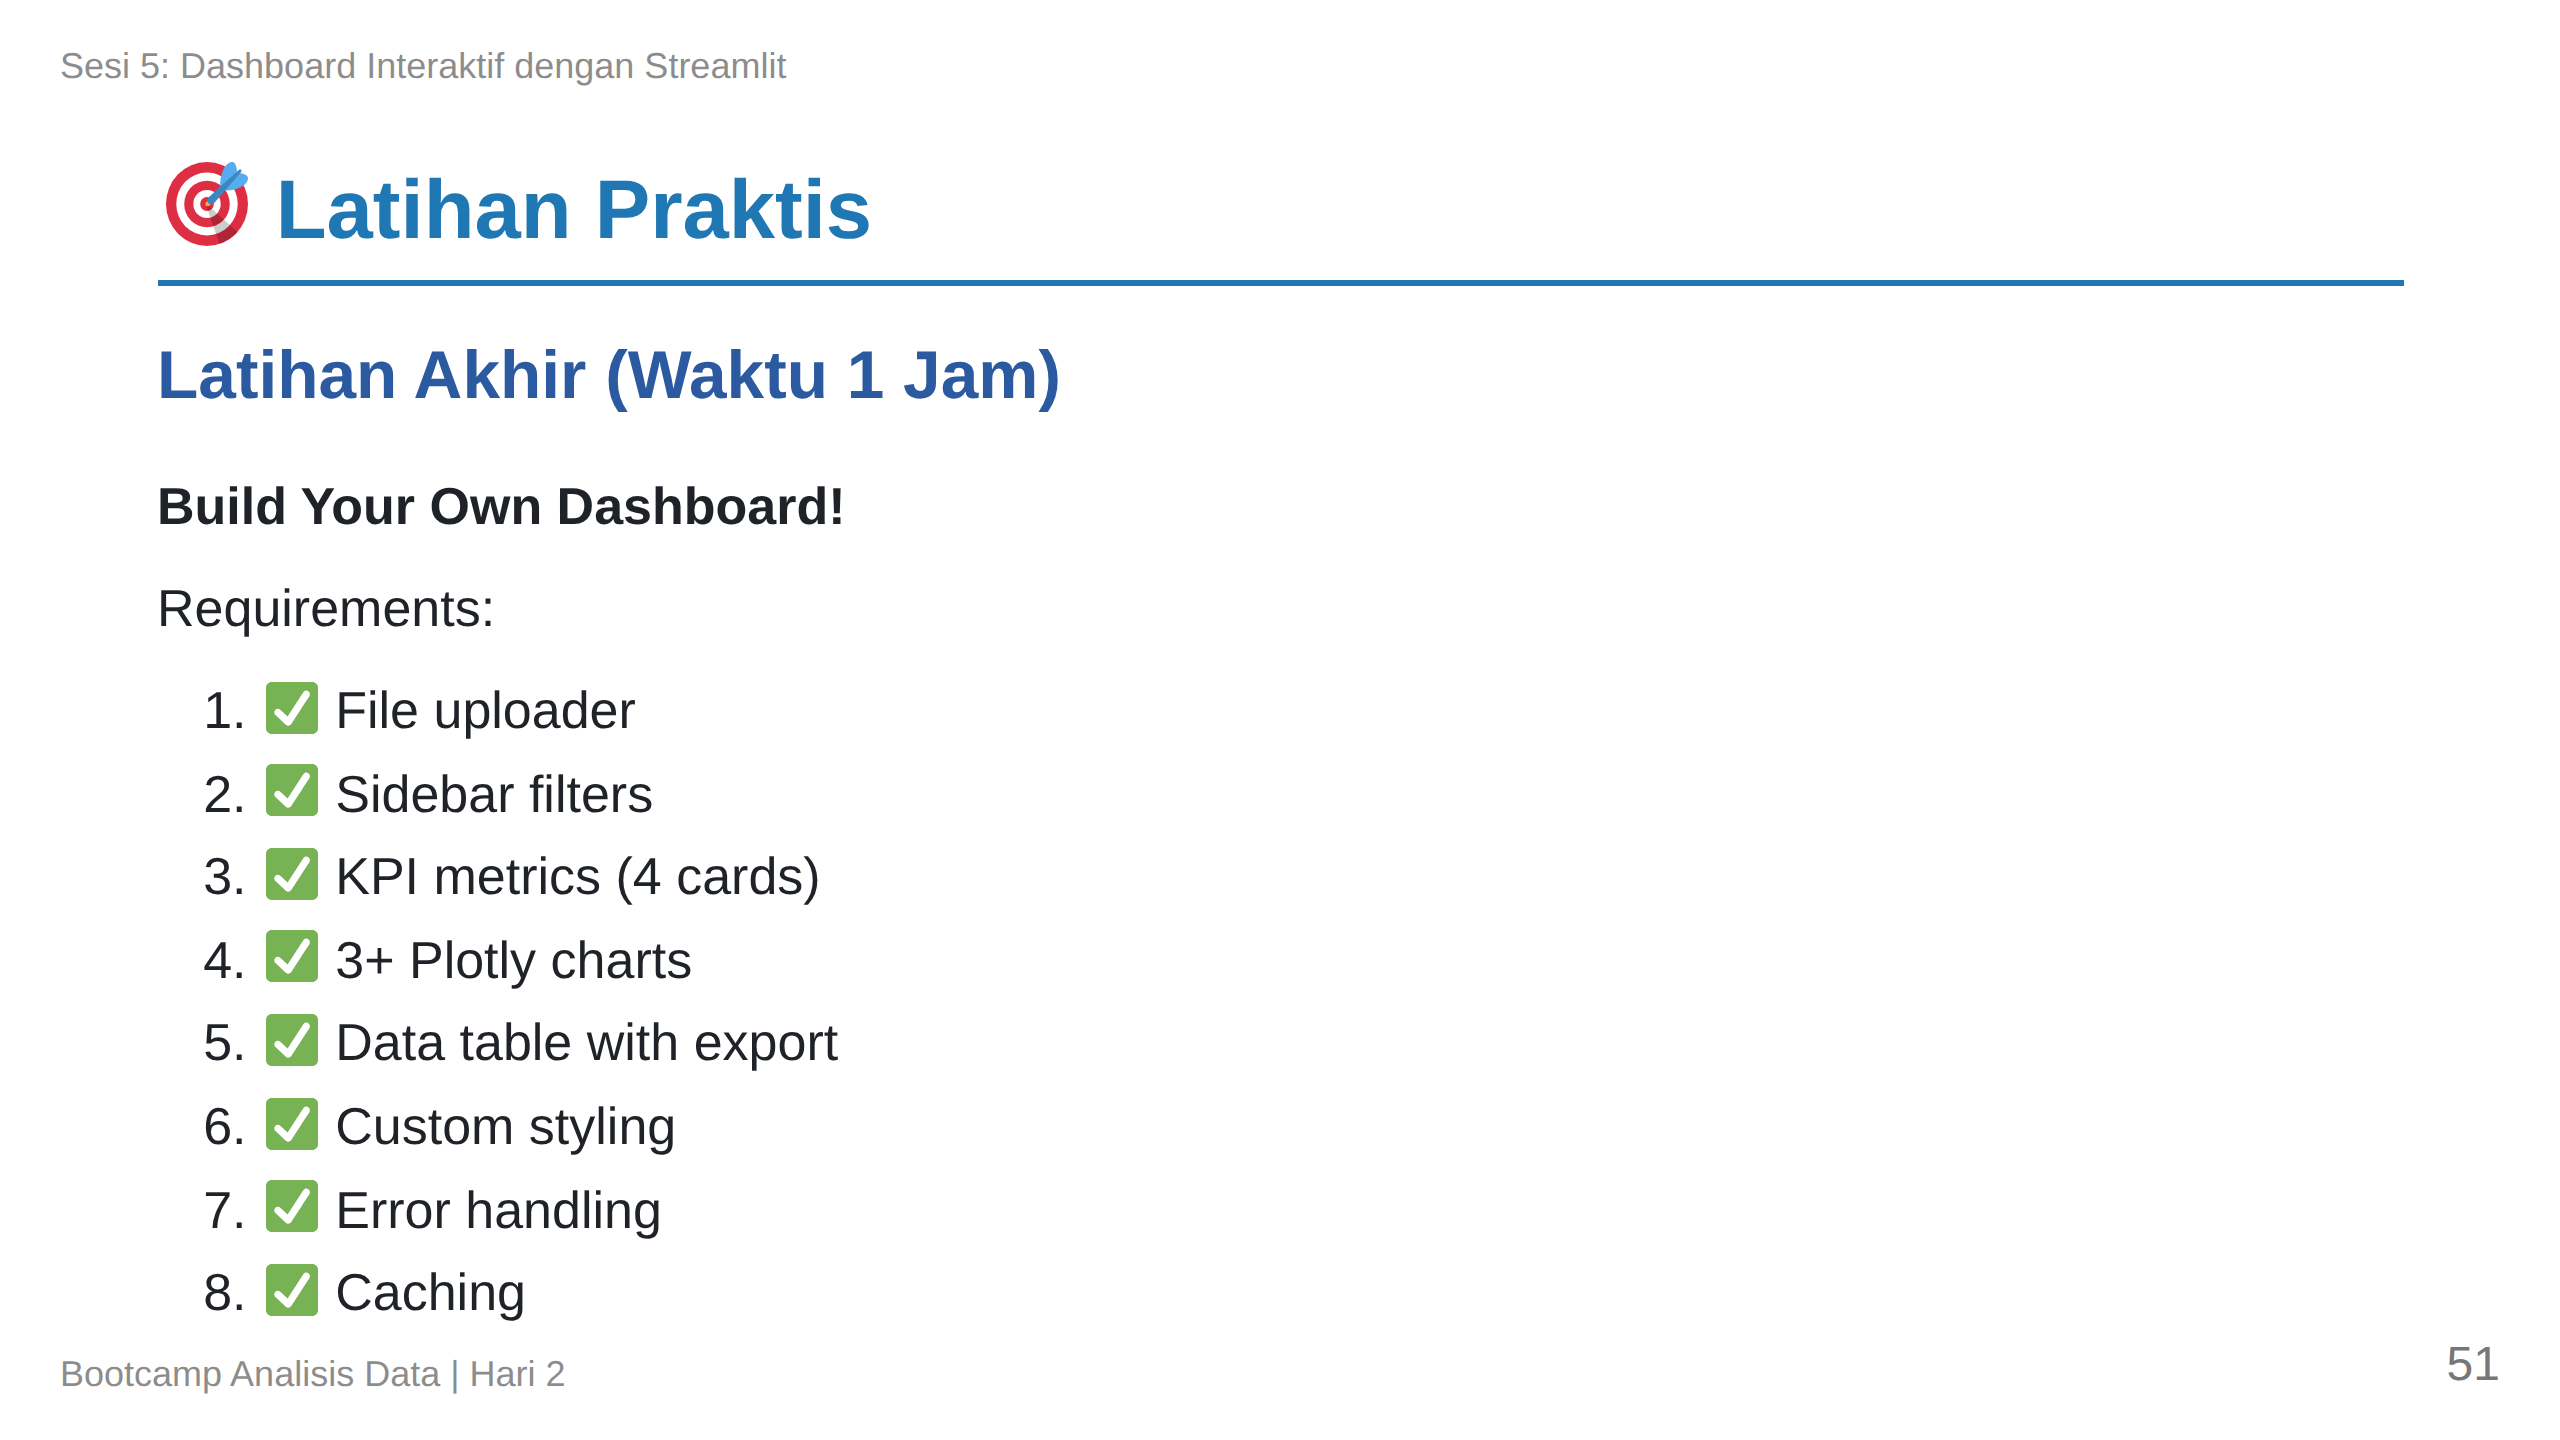 Sesi 5: Dashboard Interaktif dengan Streamlit
🎯 Latihan Praktis
Latihan Akhir (Waktu 1 Jam)
Build Your Own Dashboard!
Requirements:
1. ✅ File uploader
2. ✅ Sidebar filters
3. ✅ KPI metrics (4 cards)
4. ✅ 3+ Plotly charts
5. ✅ Data table with export
6. ✅ Custom styling
7. ✅ Error handling
8. ✅ Caching
Bootcamp Analisis Data | Hari 2
51